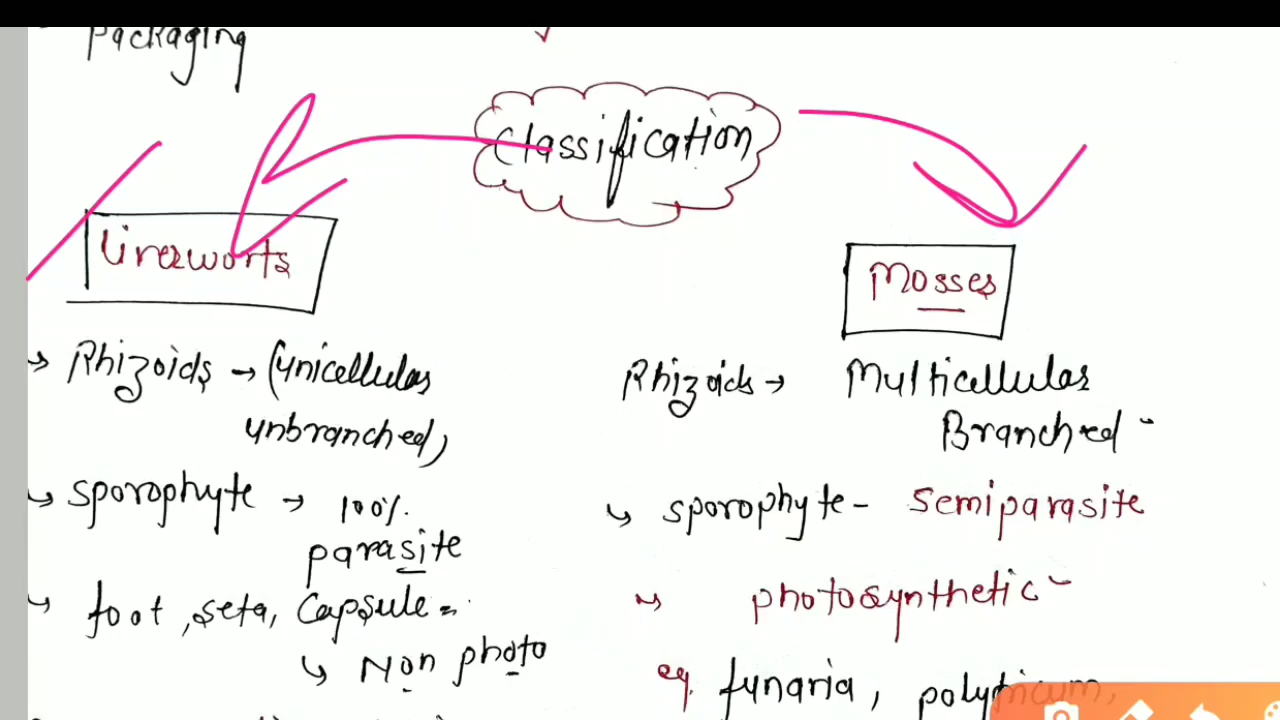 Packaging
Classification
Liverworts
→ Rhizoids → (unicellular
unbranched)
↳ sporophyte → 100%
parasite
↳ foot, seta, Capsule
↳ Non photo
Mosses
Rhizoids → Multicellular
Branched
↳ sporophyte - Semiparasite
photosynthetic
eg. funaria,